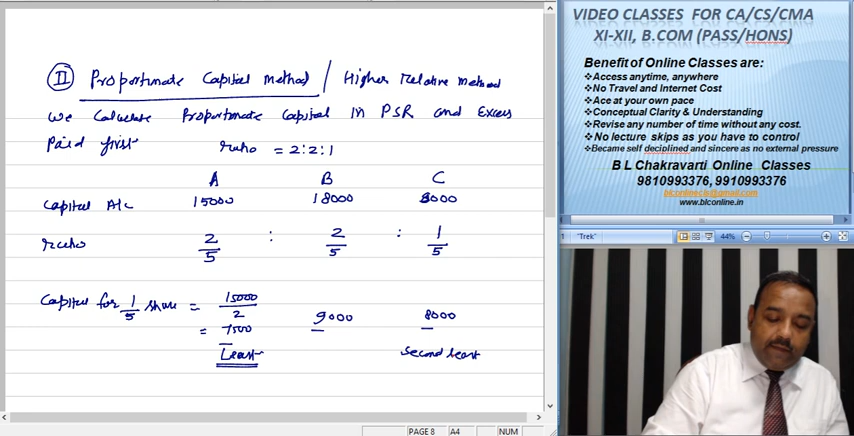 II Proportionate Capital Method / Higher Relative Method
We Calculate Proportionate Capital in PSR and Excess
Paid first ratio = 2:2:1
A B C
Capital A/c 15000 18000 8000
ratio 2/5 : 2/5 : 1/5
Capital for 1/5 share = 15000/2
= 7500 9000 8000
Least Second least
PAGE 8 A4 NUM
VIDEO CLASSES FOR CA/CS/CMA
XI-XII, B.COM (PASS/HONS)
Benefit of Online Classes are:
❖Access anytime, anywhere
❖No Travel and Internet Cost
❖Ace at your own pace
❖Conceptual Clarity & Understanding
❖Revise any number of time without any cost.
❖No lecture skips as you have to control
❖Became self deciplined and sincere as no external pressure
B L Chakravarti Online Classes
9810993376, 9910993376
blconlinecls@gmail.com
www.blconline.in
1 "Trek" 44%